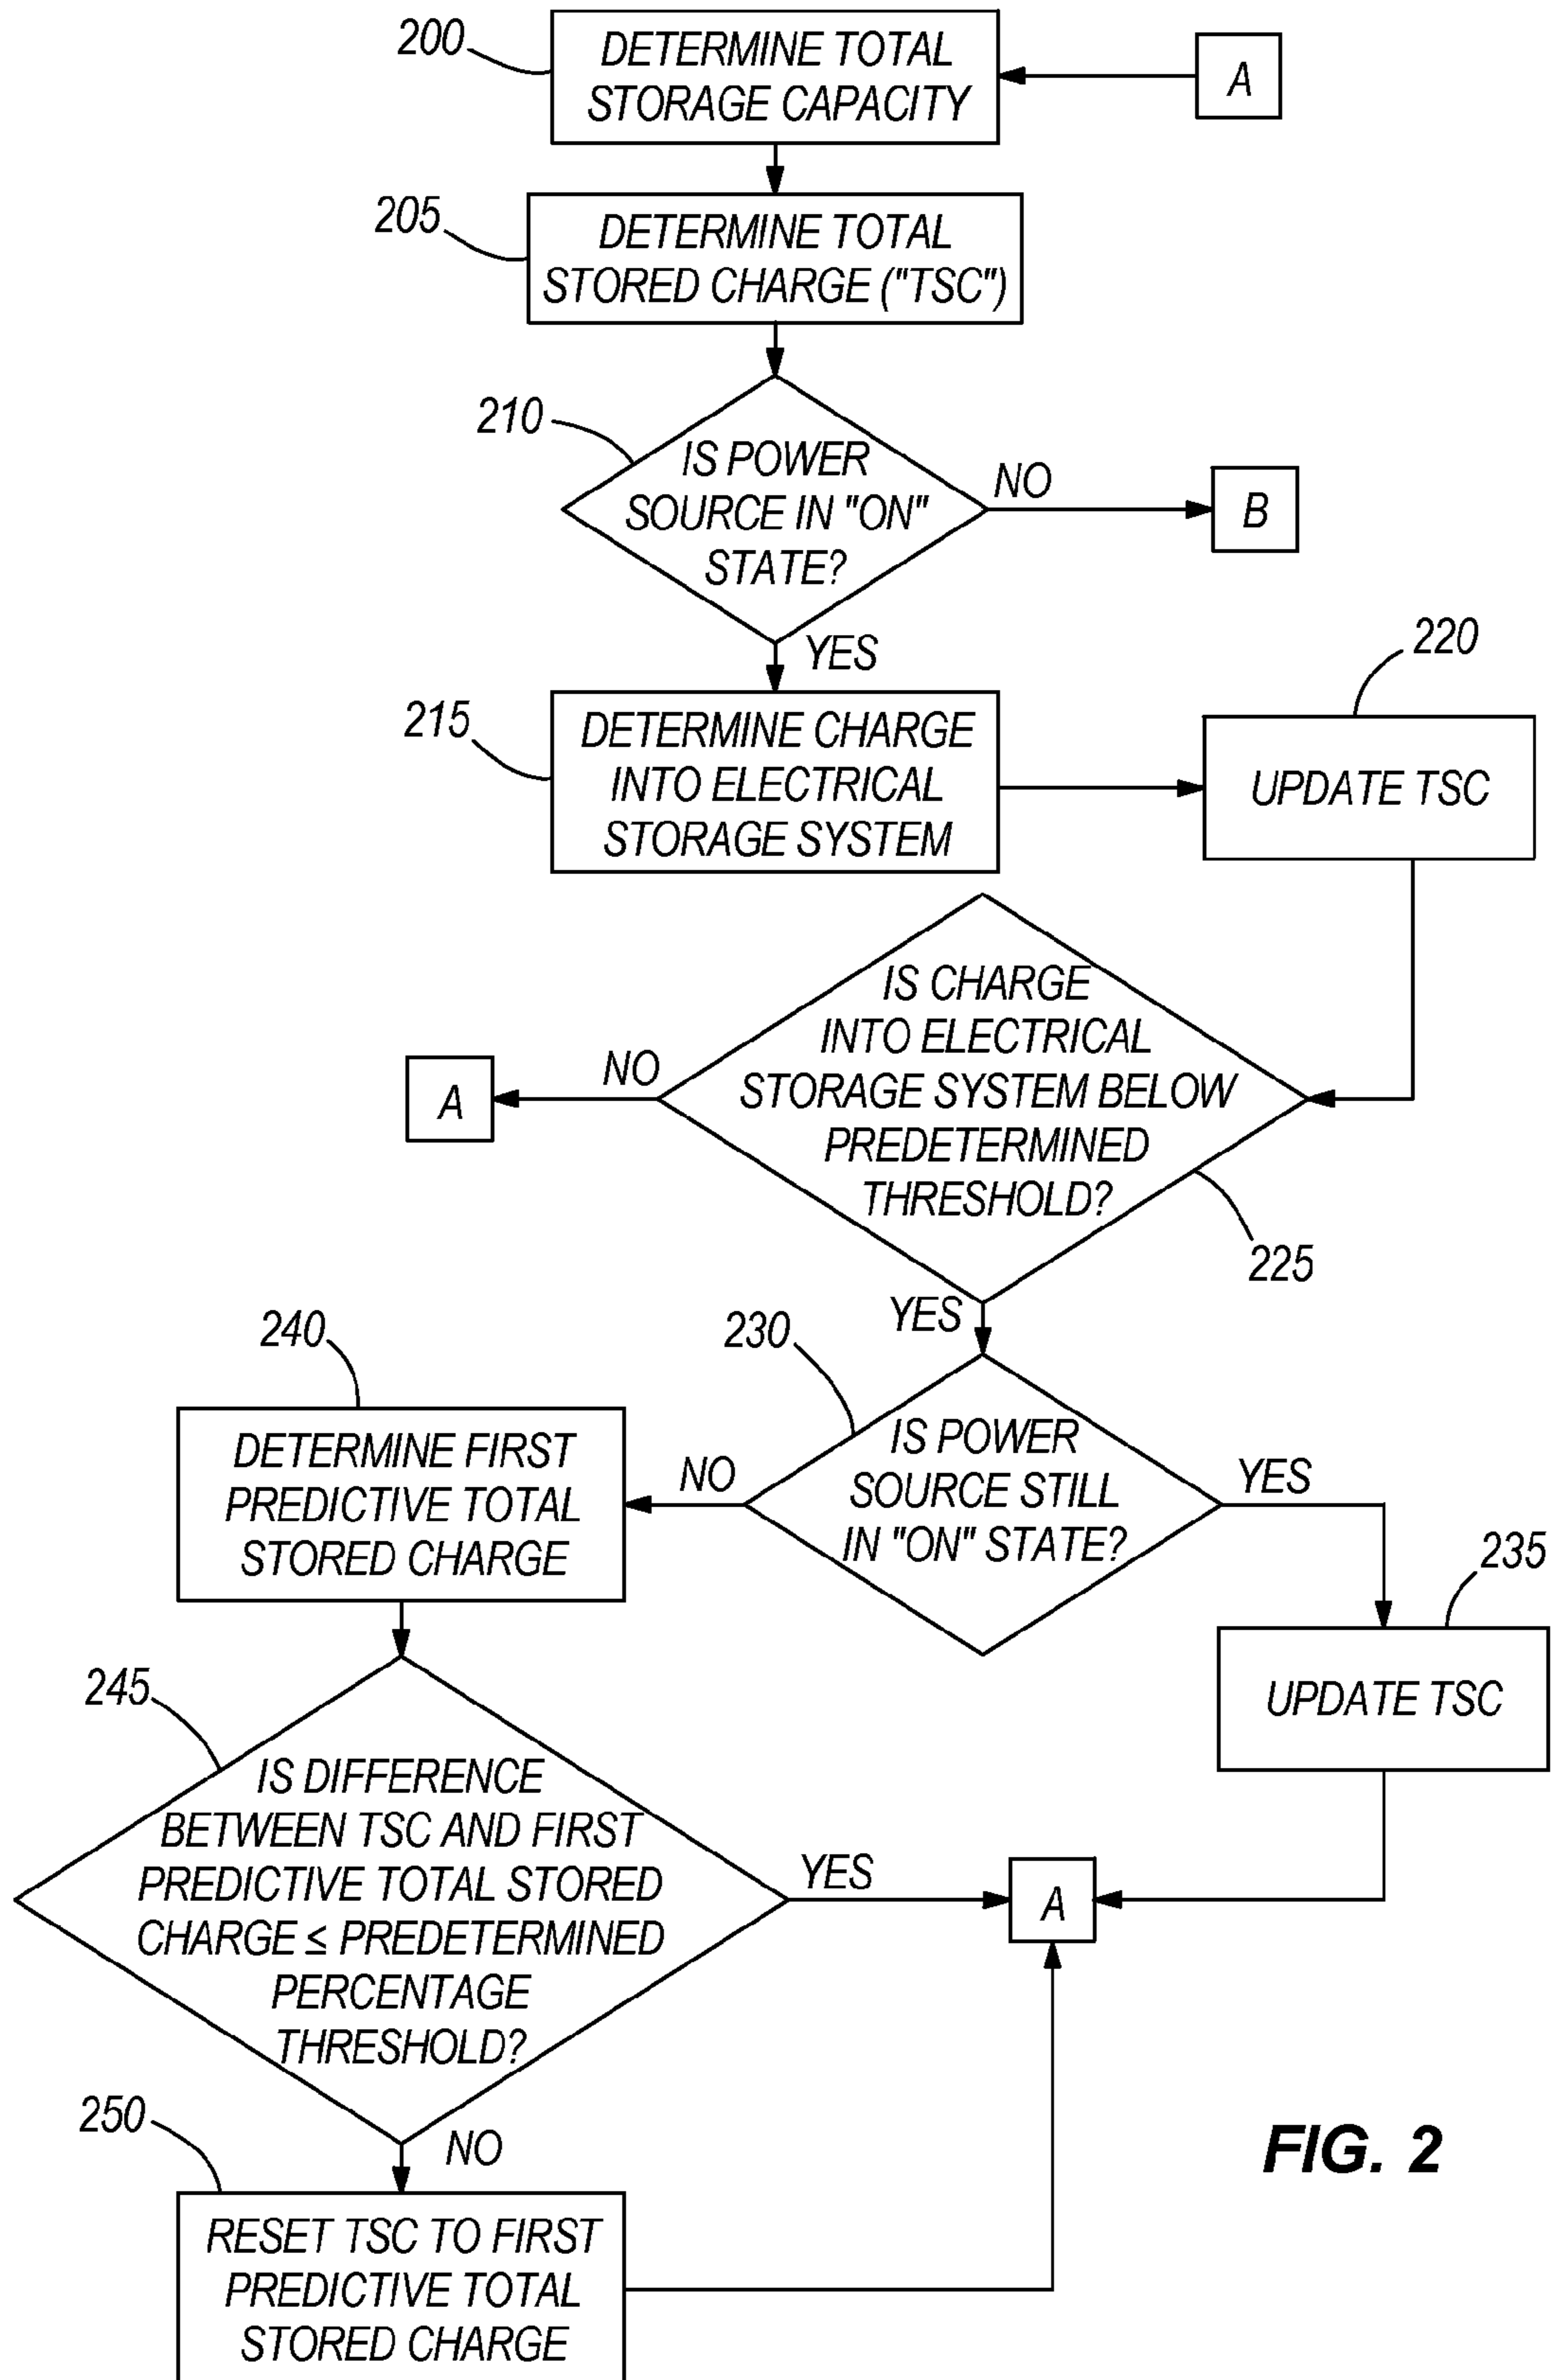 200
DETERMINE TOTAL
STORAGE CAPACITY
A
205
DETERMINE TOTAL
STORED CHARGE ("TSC")
210
IS POWER
SOURCE IN "ON"
STATE?
NO
B
YES
215
DETERMINE CHARGE
INTO ELECTRICAL
STORAGE SYSTEM
220
UPDATE TSC
IS CHARGE
INTO ELECTRICAL
STORAGE SYSTEM BELOW
PREDETERMINED
THRESHOLD?
NO
A
225
YES
230
IS POWER
SOURCE STILL
IN "ON" STATE?
NO
YES
240
DETERMINE FIRST
PREDICTIVE TOTAL
STORED CHARGE
235
UPDATE TSC
245
IS DIFFERENCE
BETWEEN TSC AND FIRST
PREDICTIVE TOTAL STORED
CHARGE ≤ PREDETERMINED
PERCENTAGE
THRESHOLD?
YES
A
NO
250
RESET TSC TO FIRST
PREDICTIVE TOTAL
STORED CHARGE
FIG. 2